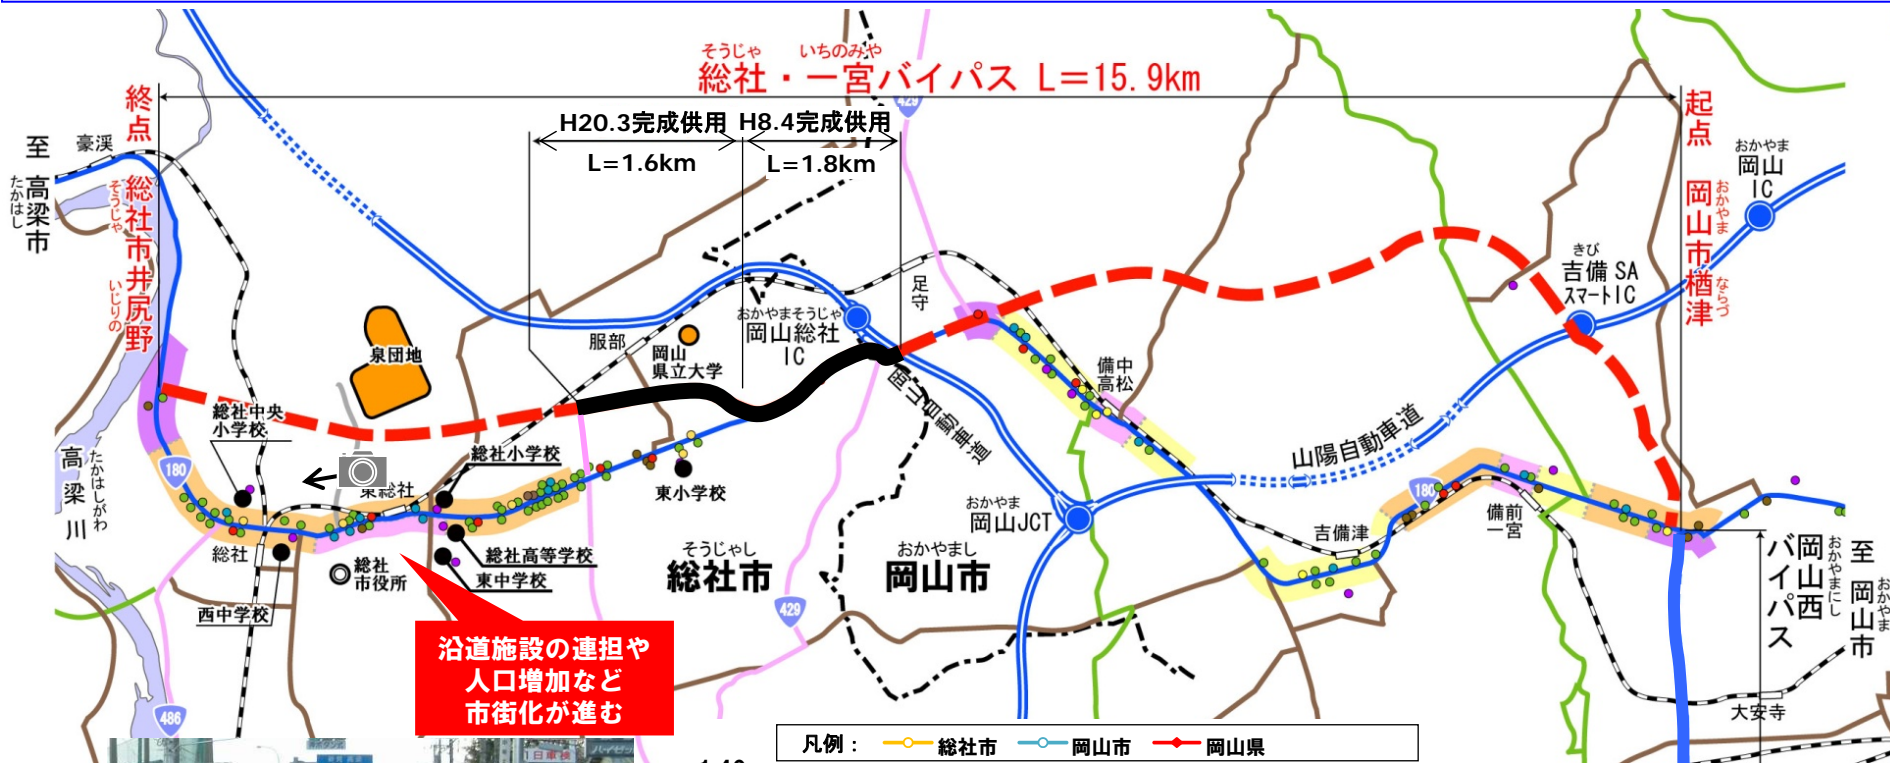 そうじゃ いちのみや
総社・一宮バイパス L=15.9km
終点 総社市井尻野
そうじゃ
いじりの
起点 岡山市楢津
おかやま
ならづ
H20.3完成供用
L=1.6km
H8.4完成供用
L=1.8km
429
至 高梁市
たかはし
豪渓
おかやま
岡山
IC
きび
吉備 SA
スマートIC
足守
服部
泉団地
岡山
県立大学
おかやまそうじゃ
岡山総社
IC
岡山自動車道
備中
高松
総社中央
小学校
総社小学校
東総社
東小学校
180
高梁川
たかはしがわ
総社
総社
市役所
総社高等学校
東中学校
西中学校
486
そうじゃし
総社市
おかやまし
岡山市
429
おかやま
岡山JCT
山陽自動車道
吉備津
180
備前
一宮
岡山西
バイパス
おかやまにし
至 岡山市
おかやま
大安寺
沿道施設の連担や
人口増加など
市街化が進む
凡例: 総社市 岡山市 岡山県
日車検